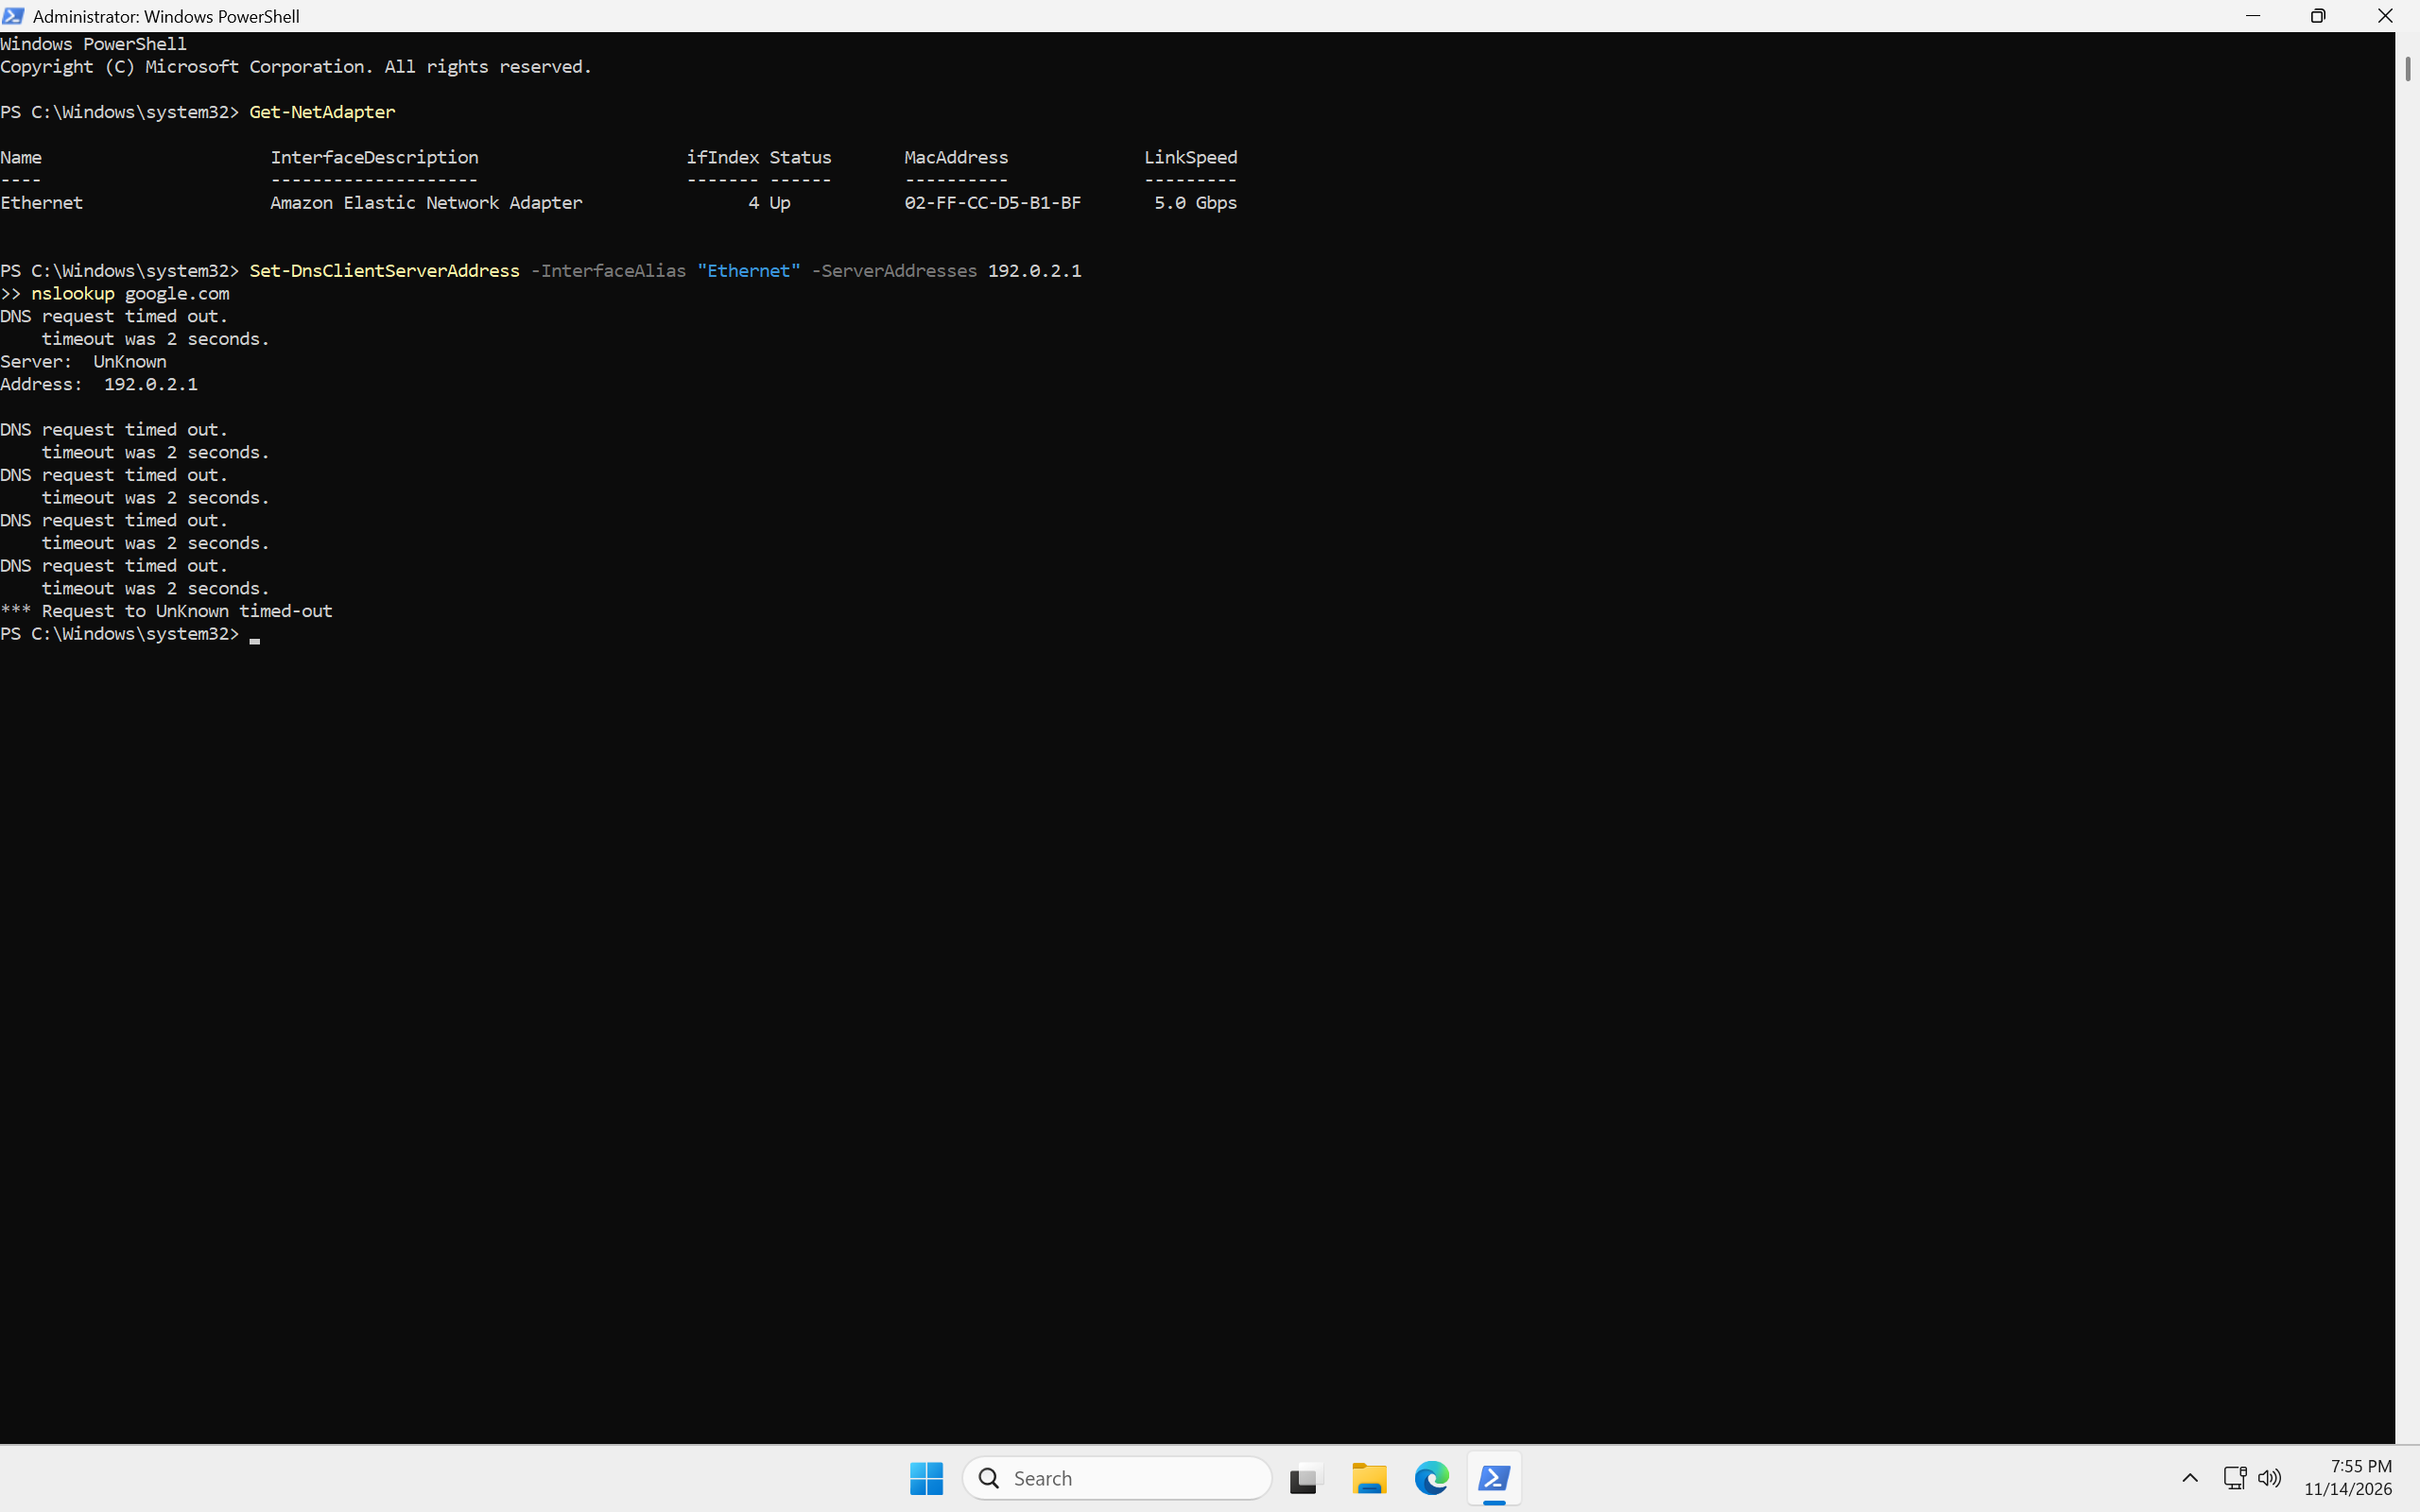 Administrator: Windows PowerShell
Windows PowerShell
Copyright (C) Microsoft Corporation. All rights reserved.
PS C:\Windows\system32> Get-NetAdapter
Name                      InterfaceDescription                    ifIndex Status       MacAddress             LinkSpeed
----                      --------------------                    ------- ------       ----------             ---------
Ethernet                  Amazon Elastic Network Adapter                4 Up           02-FF-CC-D5-B1-BF       5.0 Gbps
PS C:\Windows\system32> Set-DnsClientServerAddress -InterfaceAlias "Ethernet" -ServerAddresses 192.0.2.1
>> nslookup google.com
DNS request timed out.
    timeout was 2 seconds.
Server:  UnKnown
Address:  192.0.2.1
DNS request timed out.
    timeout was 2 seconds.
DNS request timed out.
    timeout was 2 seconds.
DNS request timed out.
    timeout was 2 seconds.
DNS request timed out.
    timeout was 2 seconds.
*** Request to UnKnown timed-out
PS C:\Windows\system32>
Search
7:55 PM
11/14/2026